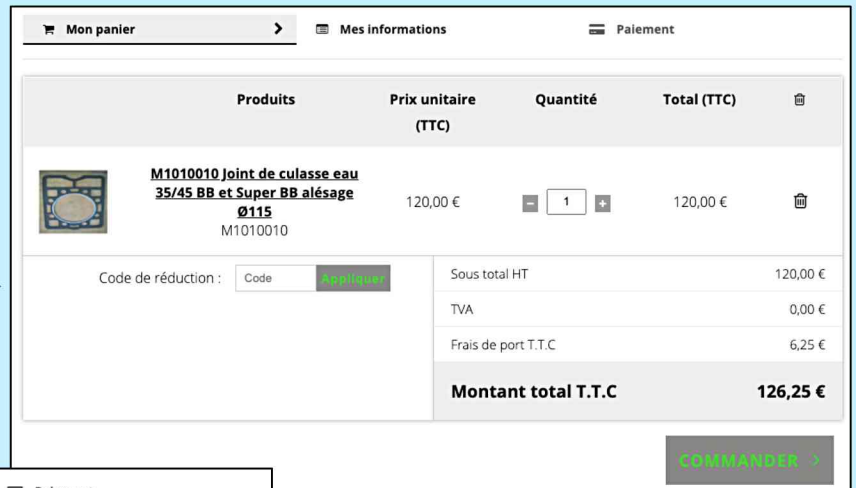 Mon panier
Mes informations
Paiement
Produits
Prix unitaire
(TTC)
Quantité
Total (TTC)
M1010010 Joint de culasse eau
35/45 BB et Super BB alésage
Ø115
M1010010
120,00 €
- 1 +
120,00 €
Code de réduction :
Code
Appliquer
Sous total HT
120,00 €
TVA
0,00 €
Frais de port T.T.C
6,25 €
Montant total T.T.C
126,25 €
COMMANDER >